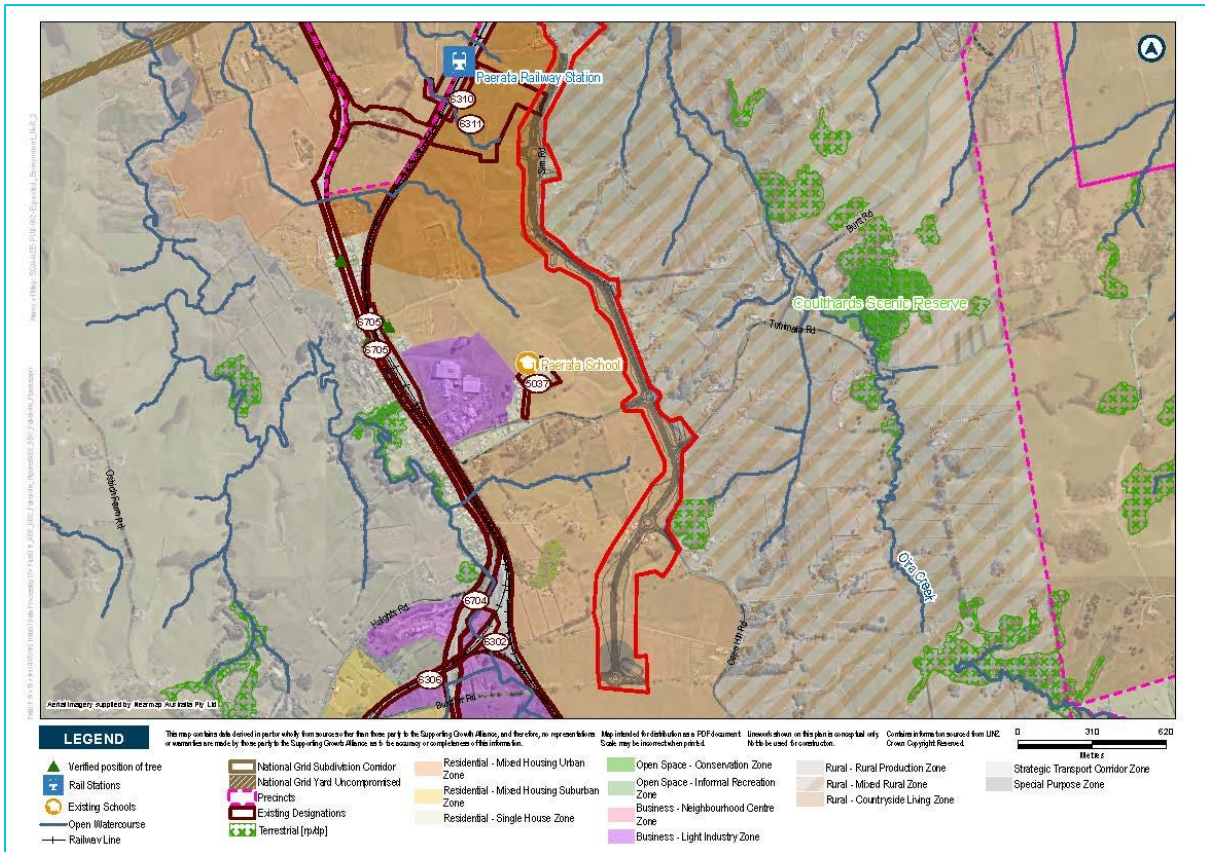 Paerata Railway Station
6310
6311
Sim Rd
Burtt Rd
Coulthards Scenic Reserve
Tuhimata Rd
6705
6705
Paerata School
5037
Ostrich Farm Rd
Oira Creek
Heights Rd
6704
6302
Cape Hill Rd
6306
Butcher Rd
Aerial Imagery supplied by Nearmap Australia Pty Ltd
LEGEND
This map contains data derived in part or wholly from sources other than those party to the Supporting Growth Alliance, and therefore, no representations
or warranties are made by those party to the Supporting Growth Alliance as to the accuracy or completeness of this information.
Map intended for distribution as a PDF document.
Scale may be incorrect when printed.
Linework shown on this plan is conceptual only.
Not to be used for construction.
Contains information sourced from LINZ.
Crown Copyright Reserved.
0 310 620
Metres
Verified position of tree
Rail Stations
Existing Schools
Open Watercourse
Railway Line
National Grid Subdivision Corridor
National Grid Yard Uncompromised
Precincts
Existing Designations
Terrestrial [rp/dp]
Residential - Mixed Housing Urban
Zone
Residential - Mixed Housing Suburban
Zone
Residential - Single House Zone
Open Space - Conservation Zone
Open Space - Informal Recreation
Zone
Business - Neighbourhood Centre
Zone
Business - Light Industry Zone
Rural - Rural Production Zone
Rural - Mixed Rural Zone
Rural - Countryside Living Zone
Strategic Transport Corridor Zone
Special Purpose Zone